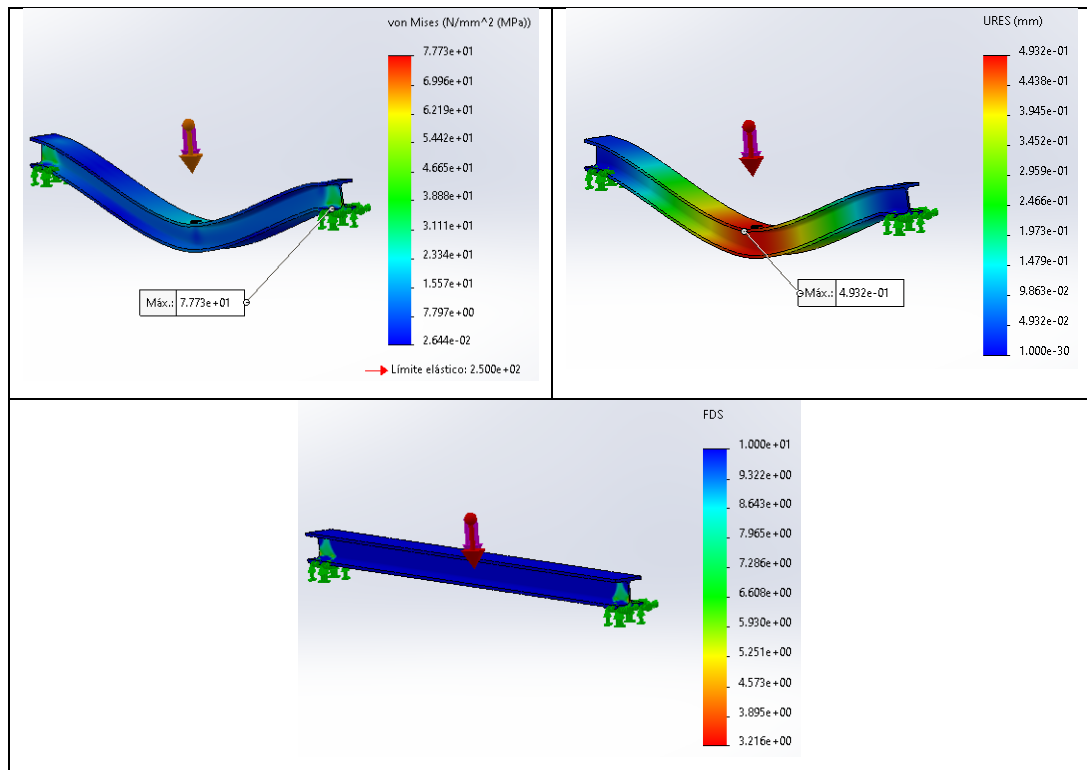 von Mises (N/mm^2 (MPa))
7.773e+01
6.996e+01
6.219e+01
5.442e+01
4.665e+01
3.888e+01
3.111e+01
2.334e+01
1.557e+01
7.797e+00
2.644e-02
Máx.: 7.773e+01
Límite elástico: 2.500e+02
URES (mm)
4.932e-01
4.438e-01
3.945e-01
3.452e-01
2.959e-01
2.466e-01
1.973e-01
1.479e-01
9.863e-02
4.932e-02
1.000e-30
Máx.: 4.932e-01
FDS
1.000e+01
9.322e+00
8.643e+00
7.965e+00
7.286e+00
6.608e+00
5.930e+00
5.251e+00
4.573e+00
3.895e+00
3.216e+00